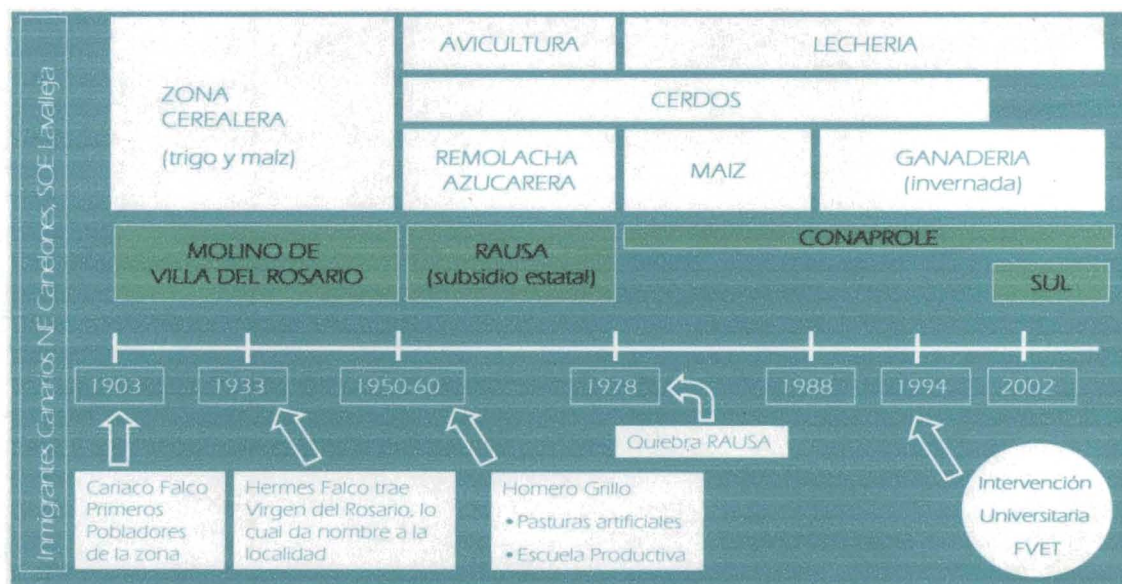 Inmigrantes Canarios NE Canelones, SOE Lavalleja
ZONA
CEREALERA
(trigo y maíz)
AVICULTURA
LECHERIA
CERDOS
REMOLACHA
AZUCARERA
MAIZ
GANADERIA
(invernada)
MOLINO DE
VILLA DEL ROSARIO
RAUSA
(subsidio estatal)
CONAPROLE
SUL
1903
1933
1950-60
1978
1988
1994
2002
Quiebra RAUSA
Cariaco Falco
Primeros
Pobladores
de la zona
Hermes Falco trae
Virgen del Rosario, lo
cual da nombre a la
localidad
Homero Grillo
•Pasturas artificiales
•Escuela Productiva
Intervención
Universitaria
FVET